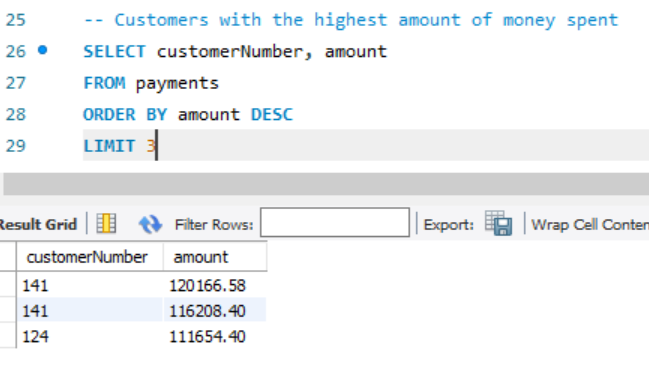 25 -- Customers with the highest amount of money spent
26 SELECT customerNumber, amount
27 FROM payments
28 ORDER BY amount DESC
29 LIMIT 3
Result Grid Filter Rows: Export: Wrap Cell Conten
customerNumber amount
141 120166.58
141 116208.40
124 111654.40